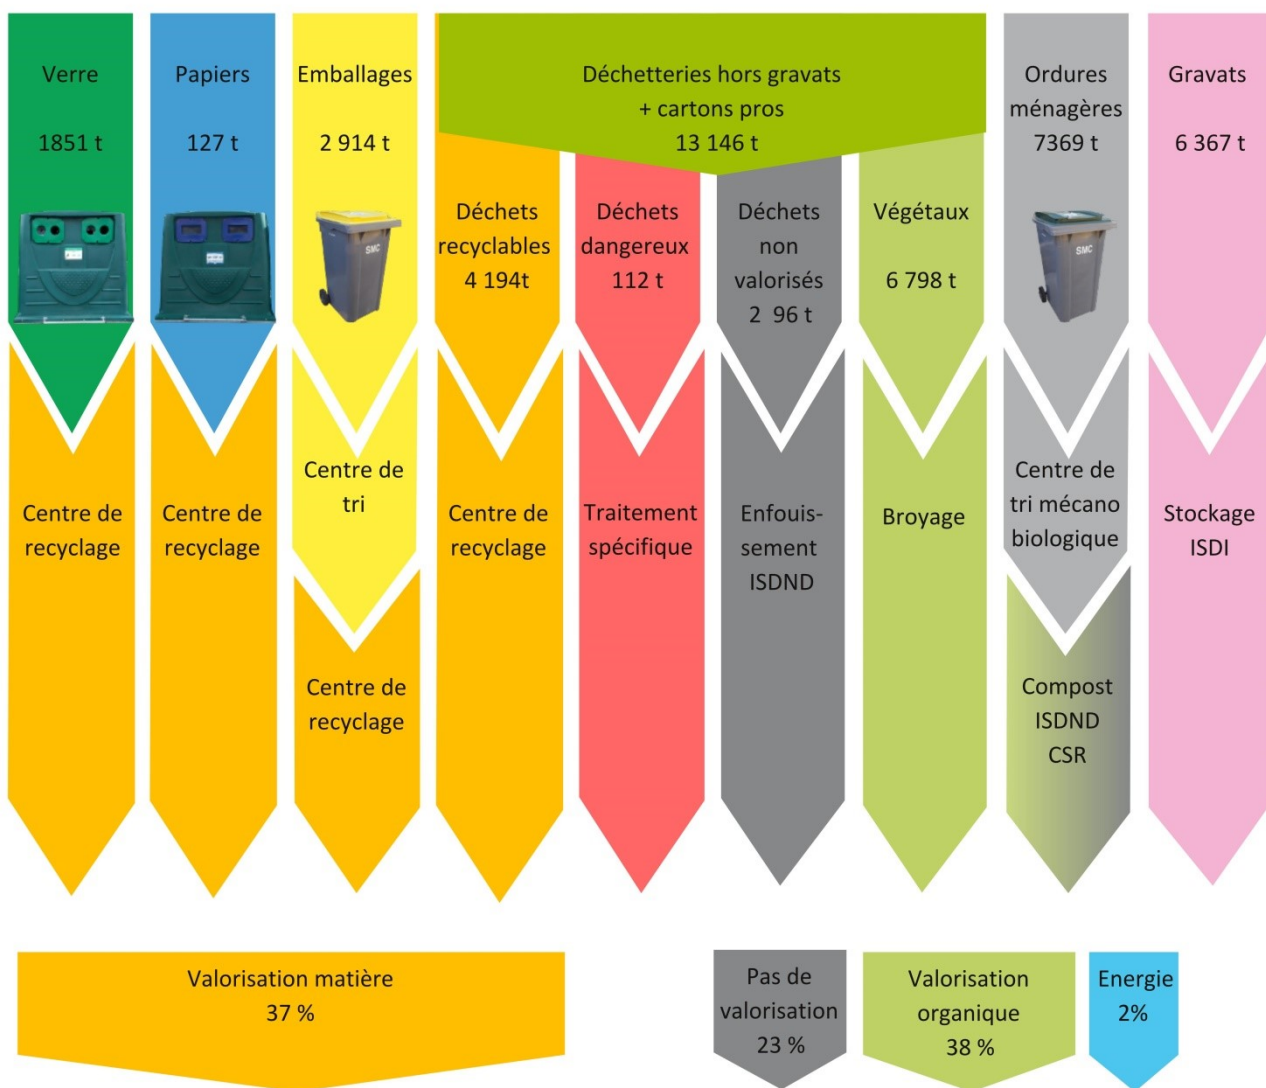 Verre
1851 t
Papiers
127 t
Emballages
2 914 t
Déchetteries hors gravats
+ cartons pros
13 146 t
Déchets
recyclables
4 194t
Déchets
dangereux
112 t
Déchets
non
valorisés
2 96 t
Végétaux
6 798 t
Ordures
ménagères
7369 t
SMC
SMC
Gravats
6 367 t
Centre de
recyclage
Centre de
recyclage
Centre de
tri
Centre de
recyclage
Centre de
recyclage
Traitement
spécifique
Enfouis-
sement
ISDND
Broyage
Centre de
tri mécano
biologique
Compost
ISDND
CSR
Stockage
ISDI
Valorisation matière
37 %
Pas de
valorisation
23 %
Valorisation
organique
38 %
Energie
2%